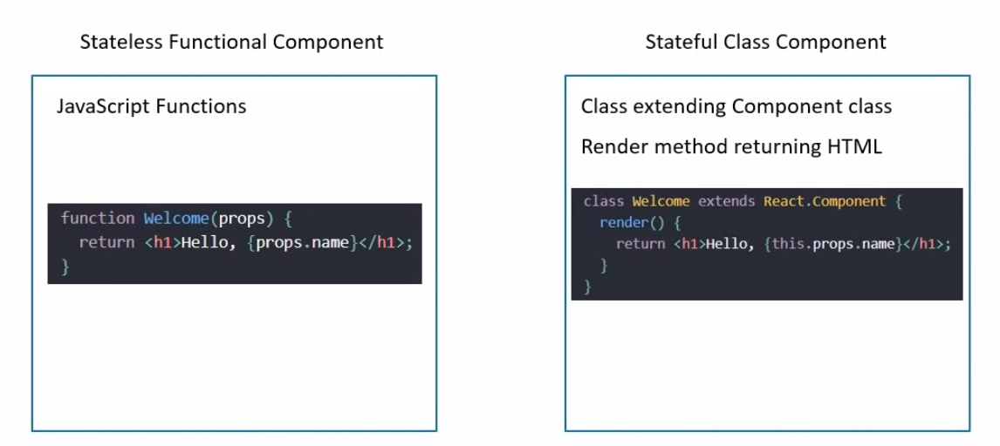 Stateless Functional Component
JavaScript Functions
function Welcome(props) {
  return <h1>Hello, {props.name}</h1>;
}
Stateful Class Component
Class extending Component class
Render method returning HTML
class Welcome extends React.Component {
  render() {
    return <h1>Hello, {this.props.name}</h1>;
  }
}